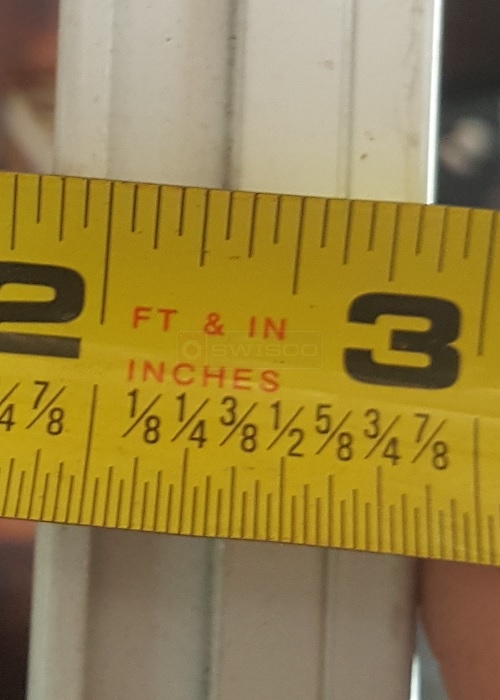 FT & IN
2 3
SWISCO
INCHES
/4 7/8 1/8 1/4 3/8 1/2 5/8 3/4 7/8